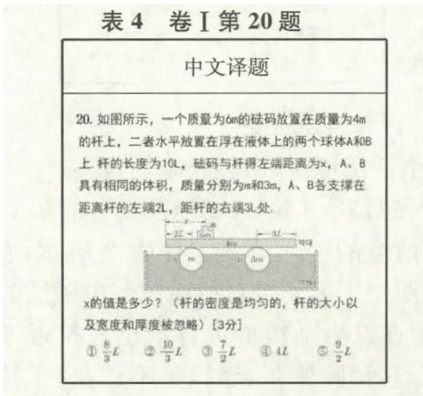 表4 卷Ⅰ第20题
中文译题
20. 如图所示，一个质量为6m的砝码放置在质量为4m
的杆上，二者水平放置在浮在液体上的两个球体A和B
上.杆的长度为10L，砝码与杆得左端距离为x，A、B
具有相同的体积，质量分别为m和3m，A、B各支撑在
距离杆的左端2L，距杆的右端3L处.
x
2L 6m 3L
4m
m 3m
x的值是多少？（杆的密度是均匀的，杆的大小以
及宽度和厚度被忽略）[3分]
① 8/3 L ② 10/3 L ③ 7/2 L ④ 4L ⑤ 9/2 L